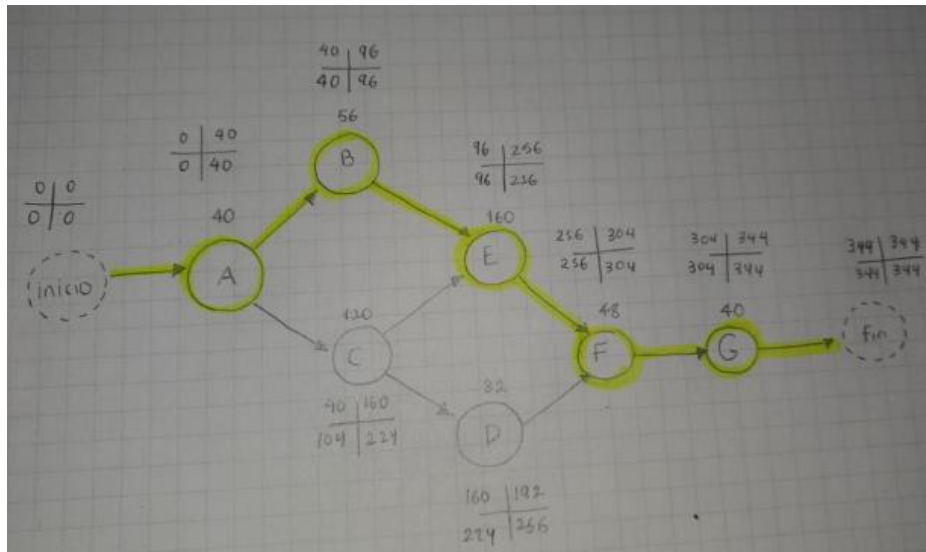 0 | 0
0 | 0
inicio
0 | 40
0 | 40
40
A
40 | 96
40 | 96
56
B
120
C
40 | 160
104 | 224
96 | 256
96 | 256
160
E
32
D
160 | 192
224 | 256
256 | 304
256 | 304
48
F
304 | 344
304 | 344
40
G
344 | 344
344 | 344
fin